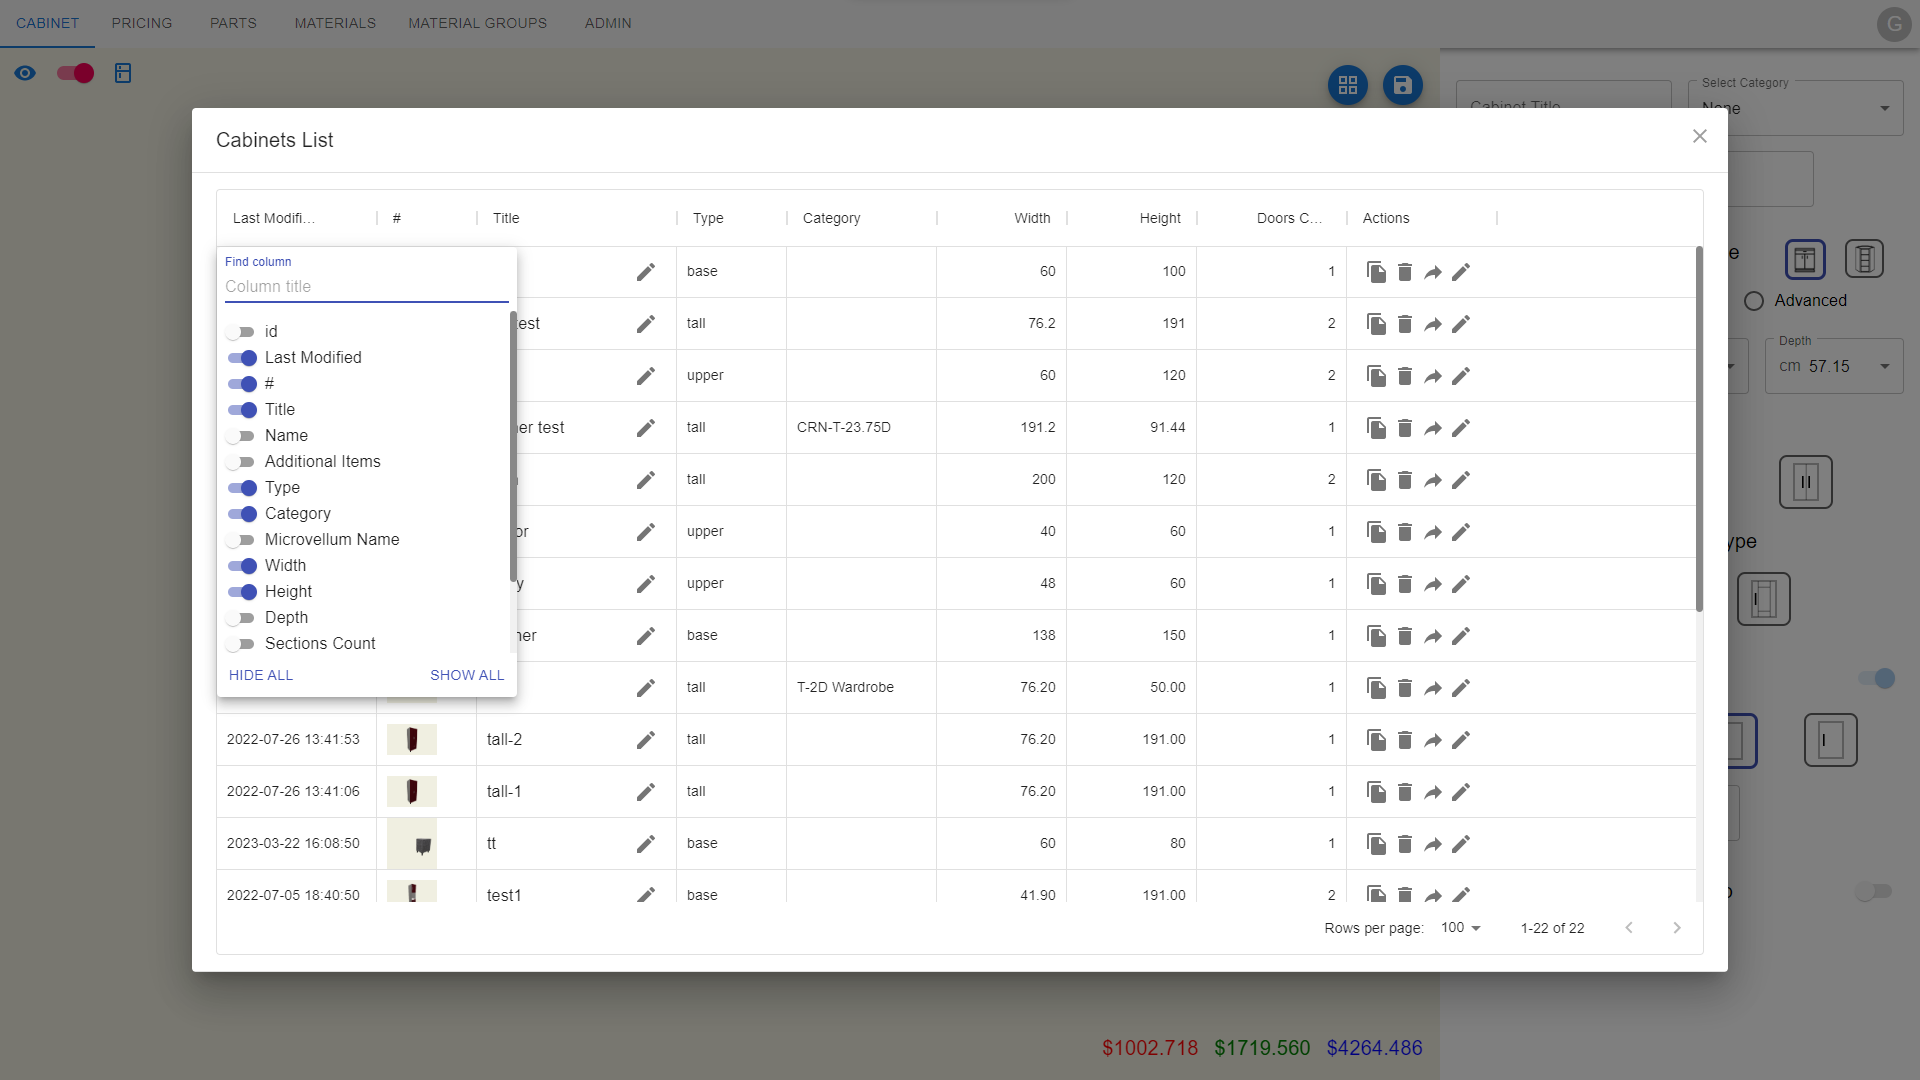 CABINET PRICING PARTS MATERIALS MATERIAL GROUPS ADMIN G
Cabinet Title
Select Category
None
Cabinets List
Last Modifi... # Title Type Category Width Height Doors C... Actions
Find column
Column title
id
Last Modified
#
Title
Name
Additional Items
Type
Category
Microvellum Name
Width
Height
Depth
Sections Count
HIDE ALL SHOW ALL
base 60 100 1
est tall 76.2 191 2
upper 60 120 2
er test tall CRN-T-23.75D 191.2 91.44 1
tall 200 120 2
or upper 40 60 1
y upper 48 60 1
ner base 138 150 1
tall T-2D Wardrobe 76.20 50.00 1
2022-07-26 13:41:53 tall-2 tall 76.20 191.00 1
2022-07-26 13:41:06 tall-1 tall 76.20 191.00 1
2023-03-22 16:08:50 tt base 60 80 1
2022-07-05 18:40:50 test1 base 41.90 191.00 2
Rows per page: 100 1-22 of 22
e
Advanced
Depth
cm 57.15
ype
$1002.718 $1719.560 $4264.486